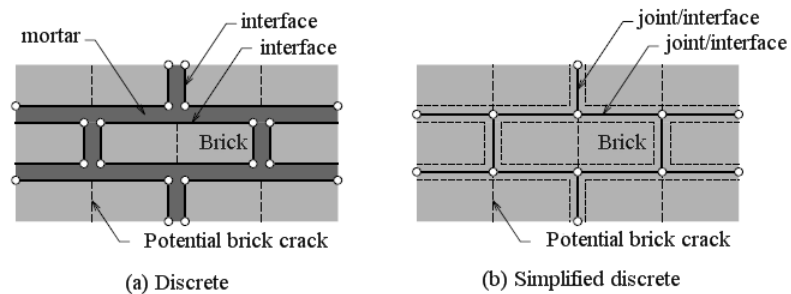 interface
mortar
interface
Brick
Potential brick crack
(a) Discrete
joint/interface
joint/interface
Brick
Potential brick crack
(b) Simplified discrete